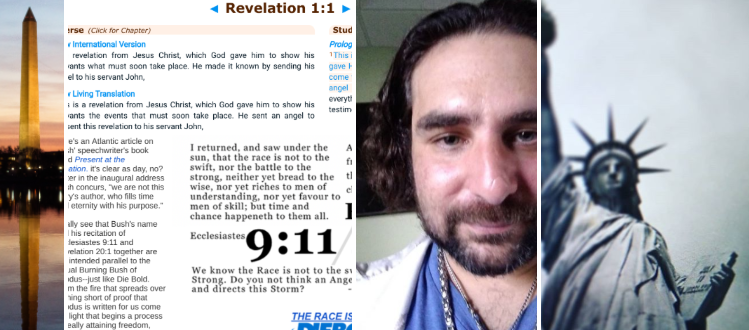 ◄ Revelation 1:1 ►
erse (Click for Chapter)
International Version
revelation from Jesus Christ, which God gave him to show his
ants what must soon take place. He made it known by sending his
el to his servant John,
Living Translation
is a revelation from Jesus Christ, which God gave him to show his
ants the events that must soon take place. He sent an angel to
sent this revelation to his servant John,
Stud
Prolog
This i
gave H
come
angel
everyth
testim
e's an Atlantic article on
h' speechwriter's book
d Present at the
ation. it's clear as day, no?
ter in the inaugural address
h concurs, "we are not this
y's author, who fills time
eternity with his purpose."
ally see that Bush's name
his recitation of
lesiastes 9:11 and
velation 20:1 together are
intended parallel to the
ual Burning Bush of
dus--just like Die Bold.
m the fire that spreads over
ning short of proof that
dus is written for us come
light that begins a process
eally attaining freedom,
I returned, and saw under the
sun, that the race is not to the
swift, nor the battle to the
strong, neither yet bread to the
wise, nor yet riches to men of
understanding, nor yet favour to
men of skill; but time and
chance happeneth to them all.
Ecclesiastes 9:11
We know the Race is not to the sw
Strong. Do you not think an Ange
and directs this Storm?
THE RACE IS